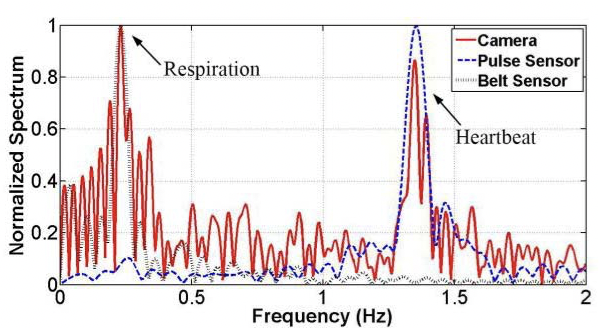 Normalized Spectrum
1
0.8
0.6
0.4
0.2
0
0
0.5
1
1.5
2
Frequency (Hz)
Respiration
Heartbeat
Camera
Pulse Sensor
Belt Sensor